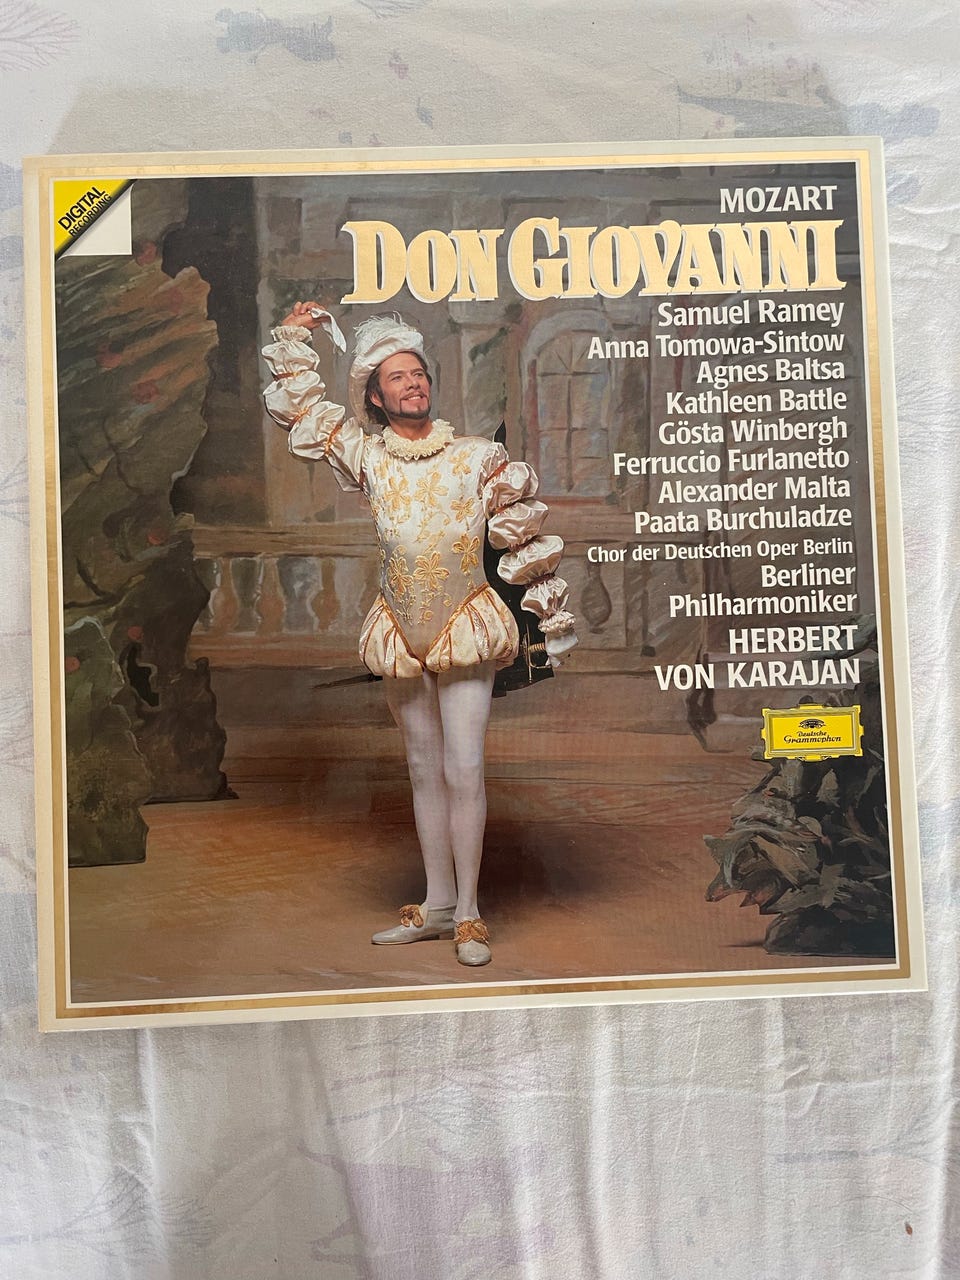 DIGITAL
RECORDING
MOZART
DON GIOVANNI
Samuel Ramey
Anna Tomowa-Sintow
Agnes Baltsa
Kathleen Battle
Gösta Winbergh
Ferruccio Furlanetto
Alexander Malta
Paata Burchuladze
Chor der Deutschen Oper Berlin
Berliner
Philharmoniker
HERBERT
VON KARAJAN
Deutsche
Grammophon